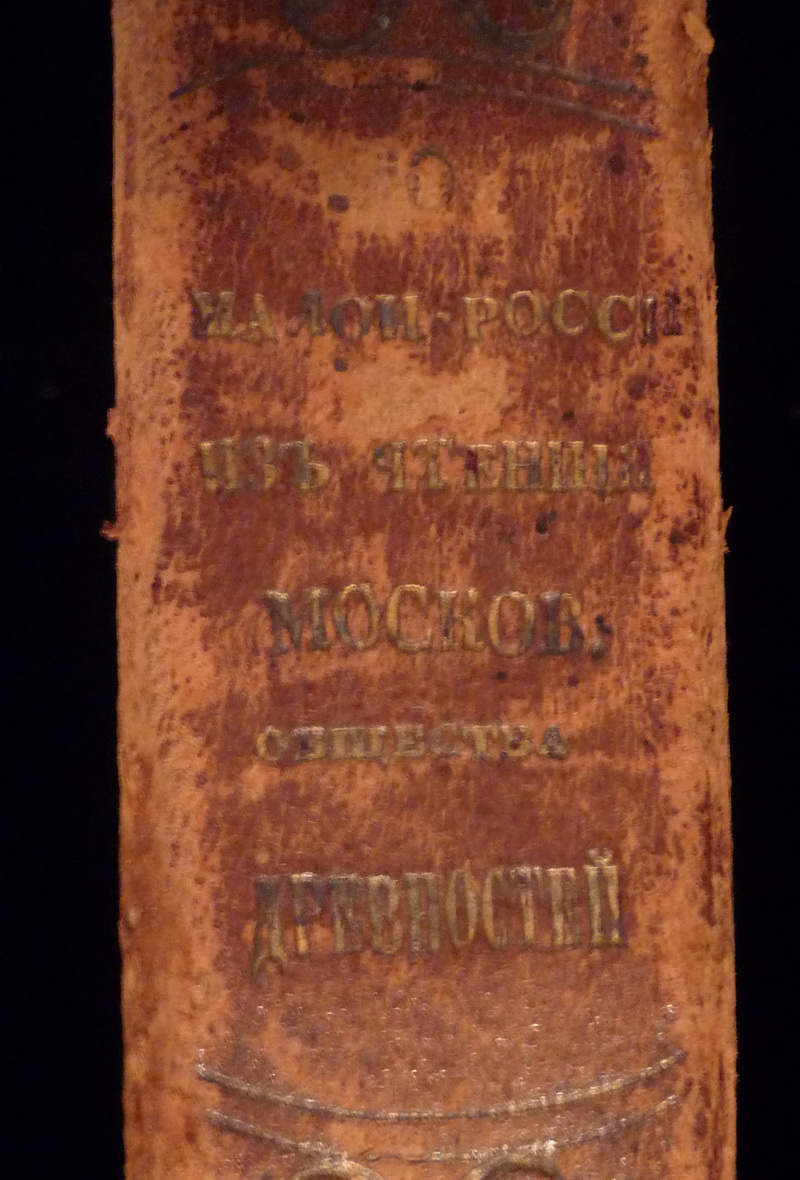 О
МАЛОЙ-РОССІИ
ИЗЪ ЧТЕНІЙ
МОСКОВ.
ОБЩЕСТВА
ДРЕВНОСТЕЙ